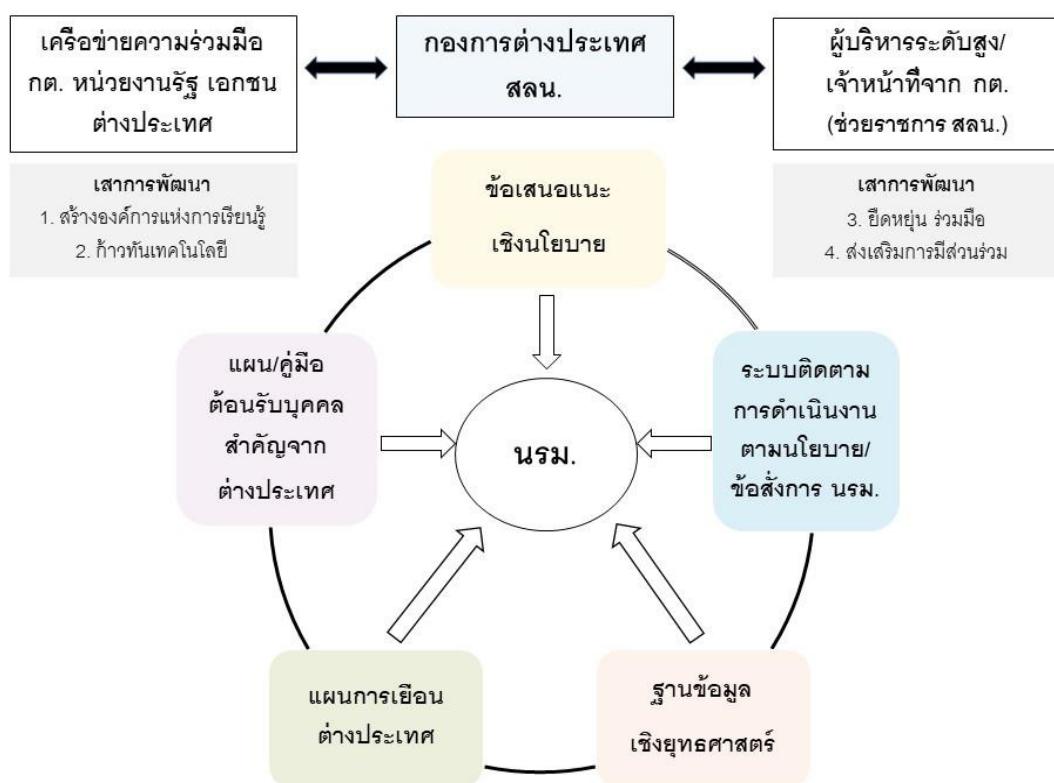 เครือข่ายความร่วมมือ
กต. หน่วยงานรัฐ เอกชน
ต่างประเทศ
กองการต่างประเทศ
สลน.
ผู้บริหารระดับสูง/
เจ้าหน้าที่จาก กต.
(ช่วยราชการ สลน.)
เสาการพัฒนา
1. สร้างองค์การแห่งการเรียนรู้
2. ก้าวทันเทคโนโลยี
ข้อเสนอแนะ
เชิงนโยบาย
เสาการพัฒนา
3. ยืดหยุ่น ร่วมมือ
4. ส่งเสริมการมีส่วนร่วม
แผน/คู่มือ
ต้อนรับบุคคล
สำคัญจาก
ต่างประเทศ
นรม.
ระบบติดตาม
การดำเนินงาน
ตามนโยบาย/
ข้อสั่งการ นรม.
แผนการเยือน
ต่างประเทศ
ฐานข้อมูล
เชิงยุทธศาสตร์